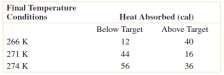 Final Temperature
Conditions Heat Absorbed (cal)
Below Target Above Target
266 K 12 40
271 K 44 16
274 K 56 36